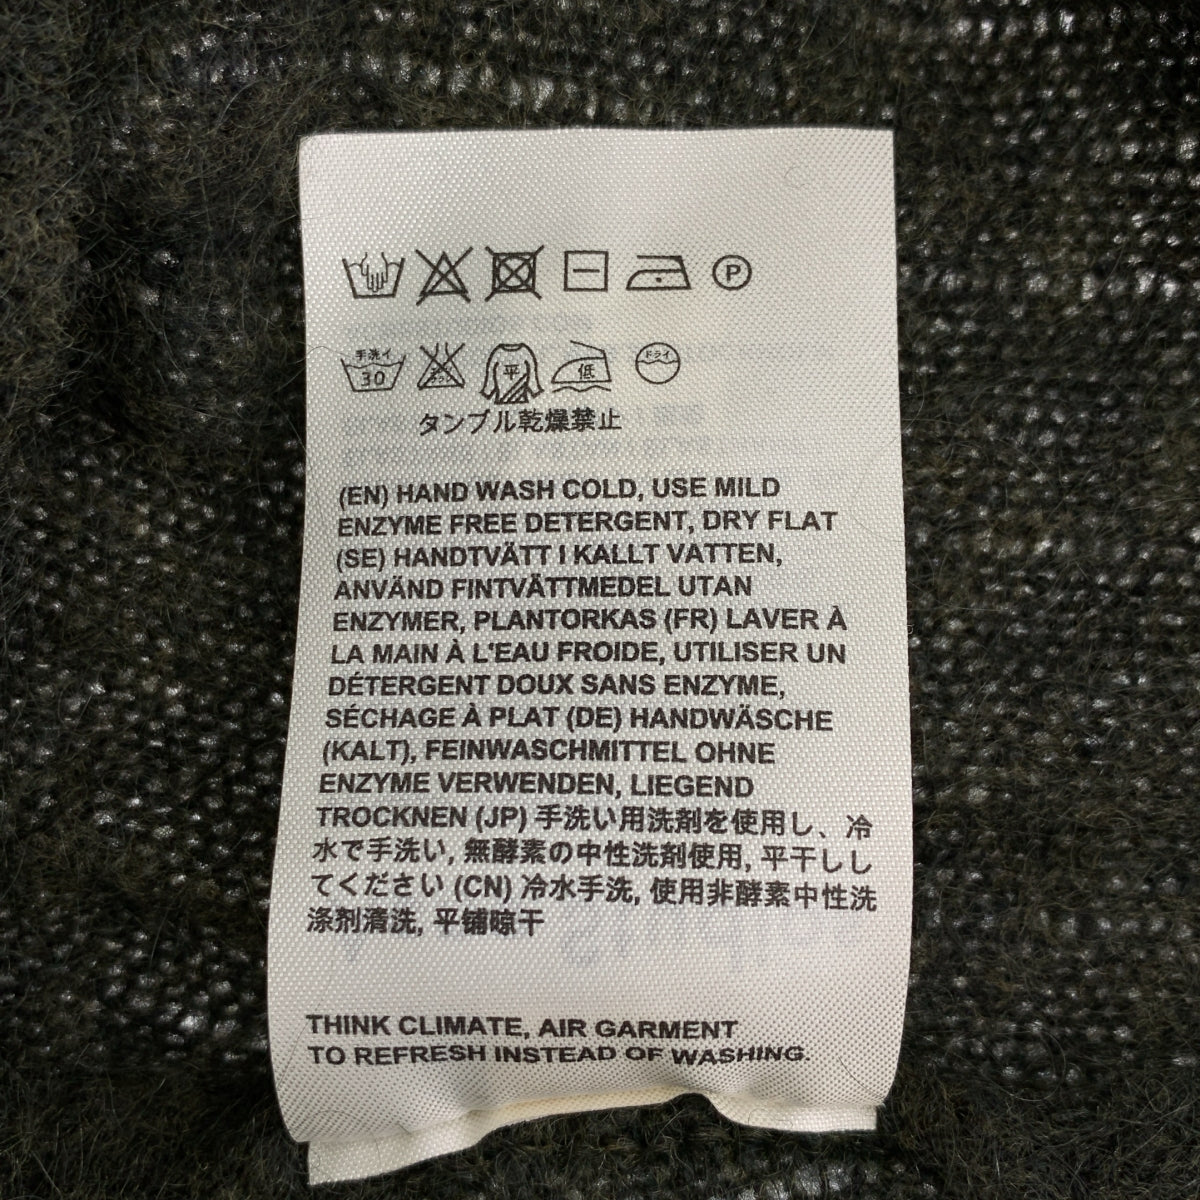 P
手洗イ 30 平 低 ドライ
タンブル乾燥禁止
(EN) HAND WASH COLD, USE MILD
ENZYME FREE DETERGENT, DRY FLAT
(SE) HANDTVÄTT I KALLT VATTEN,
ANVÄND FINTVÄTTMEDEL UTAN
ENZYMER, PLANTORKAS (FR) LAVER À
LA MAIN À L'EAU FROIDE, UTILISER UN
DÉTERGENT DOUX SANS ENZYME,
SÉCHAGE À PLAT (DE) HANDWÄSCHE
(KALT), FEINWASCHMITTEL OHNE
ENZYME VERWENDEN, LIEGEND
TROCKNEN (JP) 手洗い用洗剤を使用し、冷
水で手洗い, 無酵素の中性洗剤使用, 平干しし
てください (CN) 冷水手洗, 使用非酵素中性洗
涤剂清洗, 平铺晾干
THINK CLIMATE, AIR GARMENT
TO REFRESH INSTEAD OF WASHING.